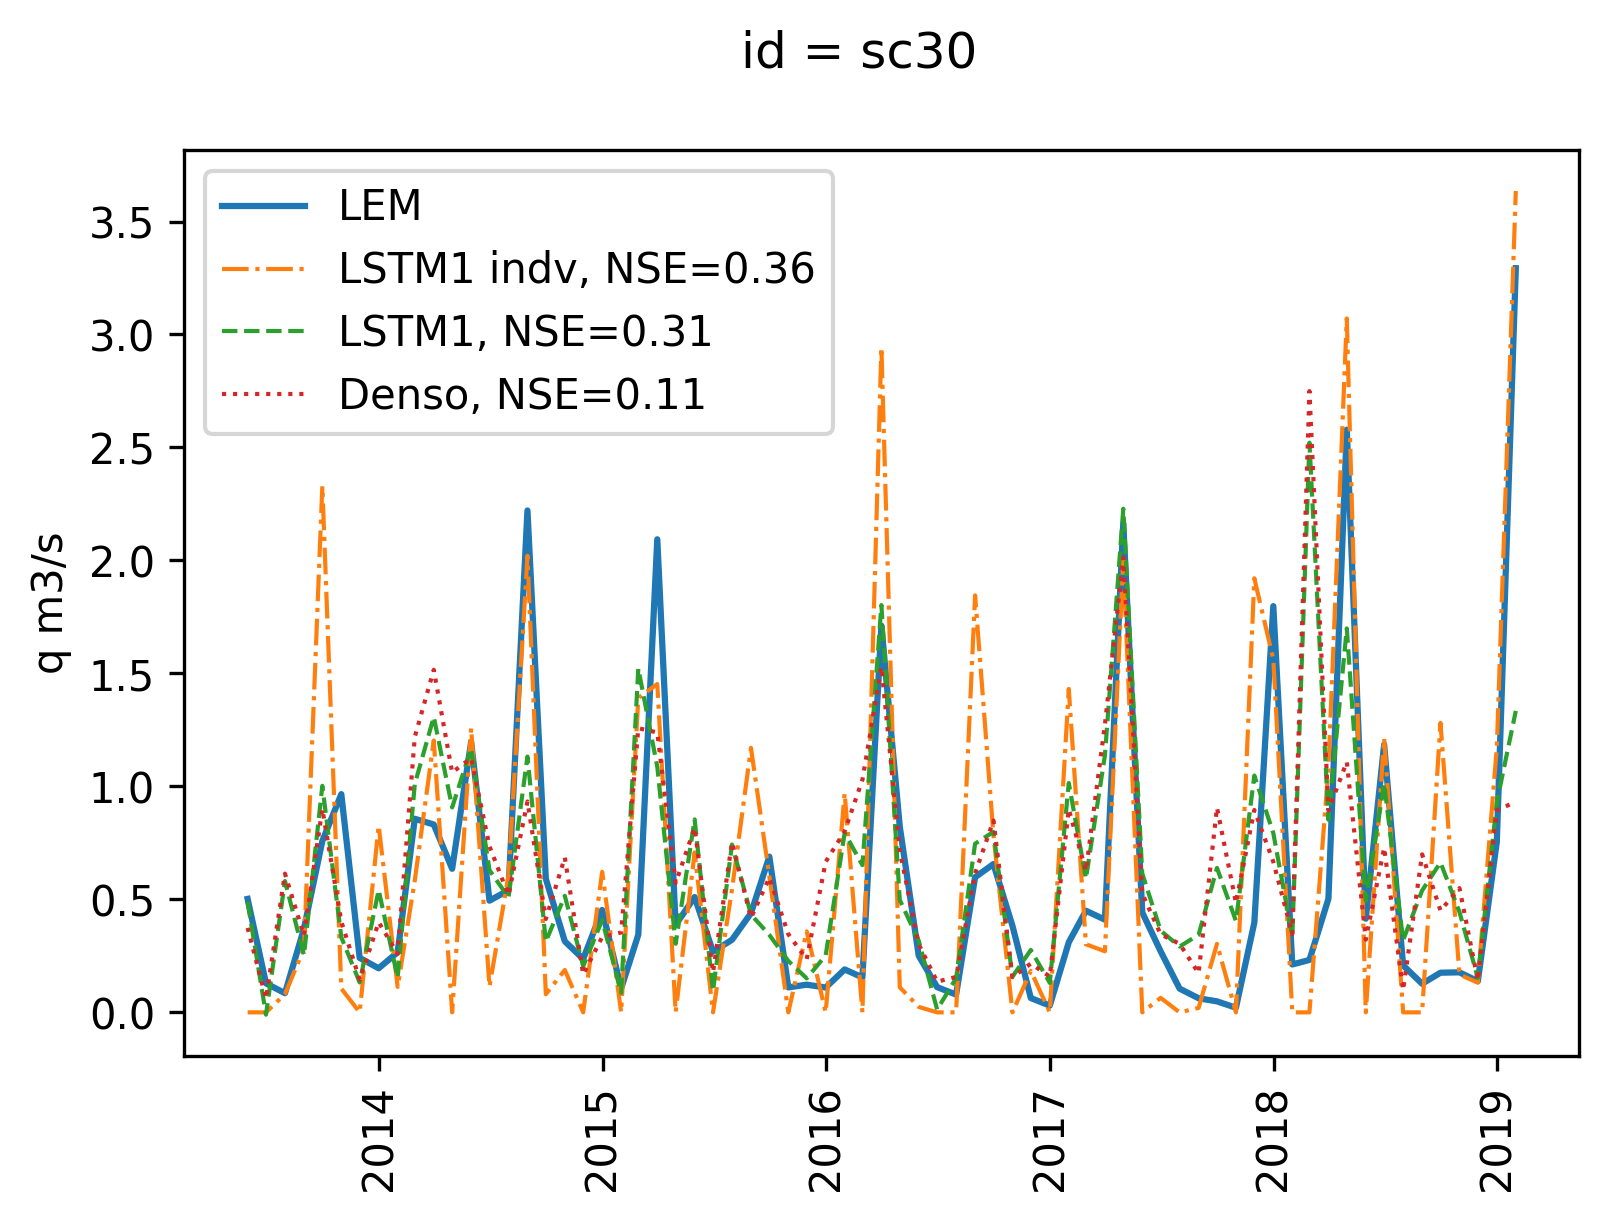 id = sc30
LEM
LSTM1 indv, NSE=0.36
LSTM1, NSE=0.31
Denso, NSE=0.11
q m3/s
3.5
3.0
2.5
2.0
1.5
1.0
0.5
0.0
2014
2015
2016
2017
2018
2019